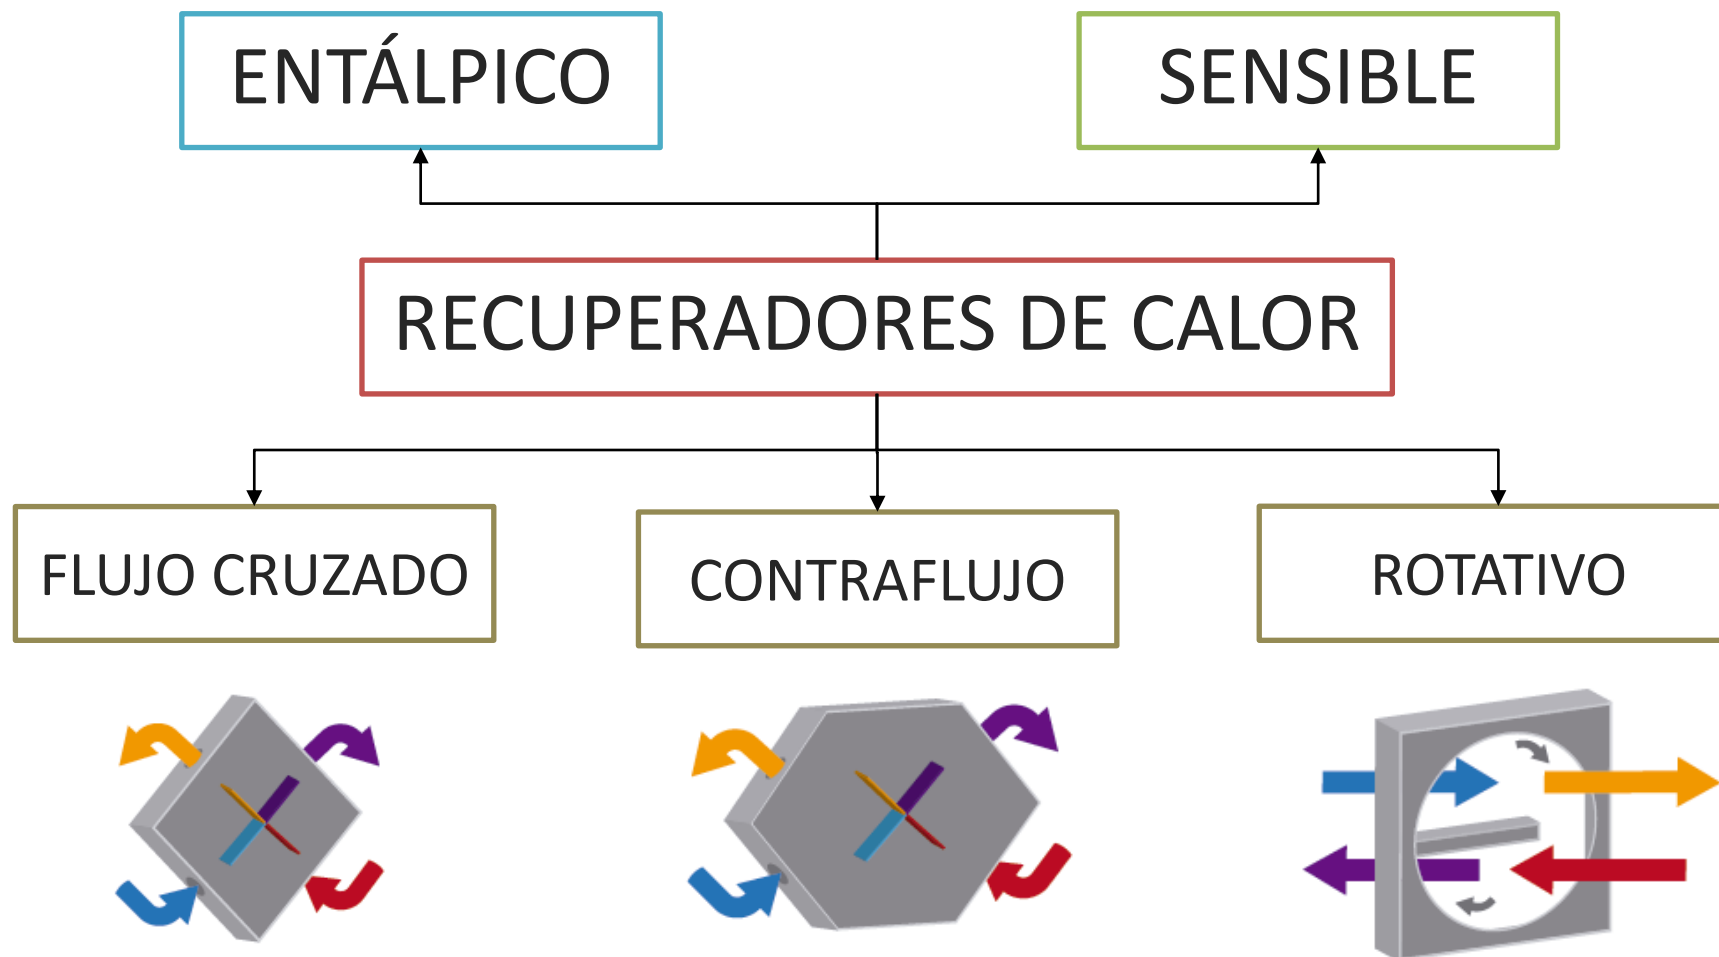 ENTÁLPICO
SENSIBLE
RECUPERADORES DE CALOR
FLUJO CRUZADO
CONTRAFLUJO
ROTATIVO